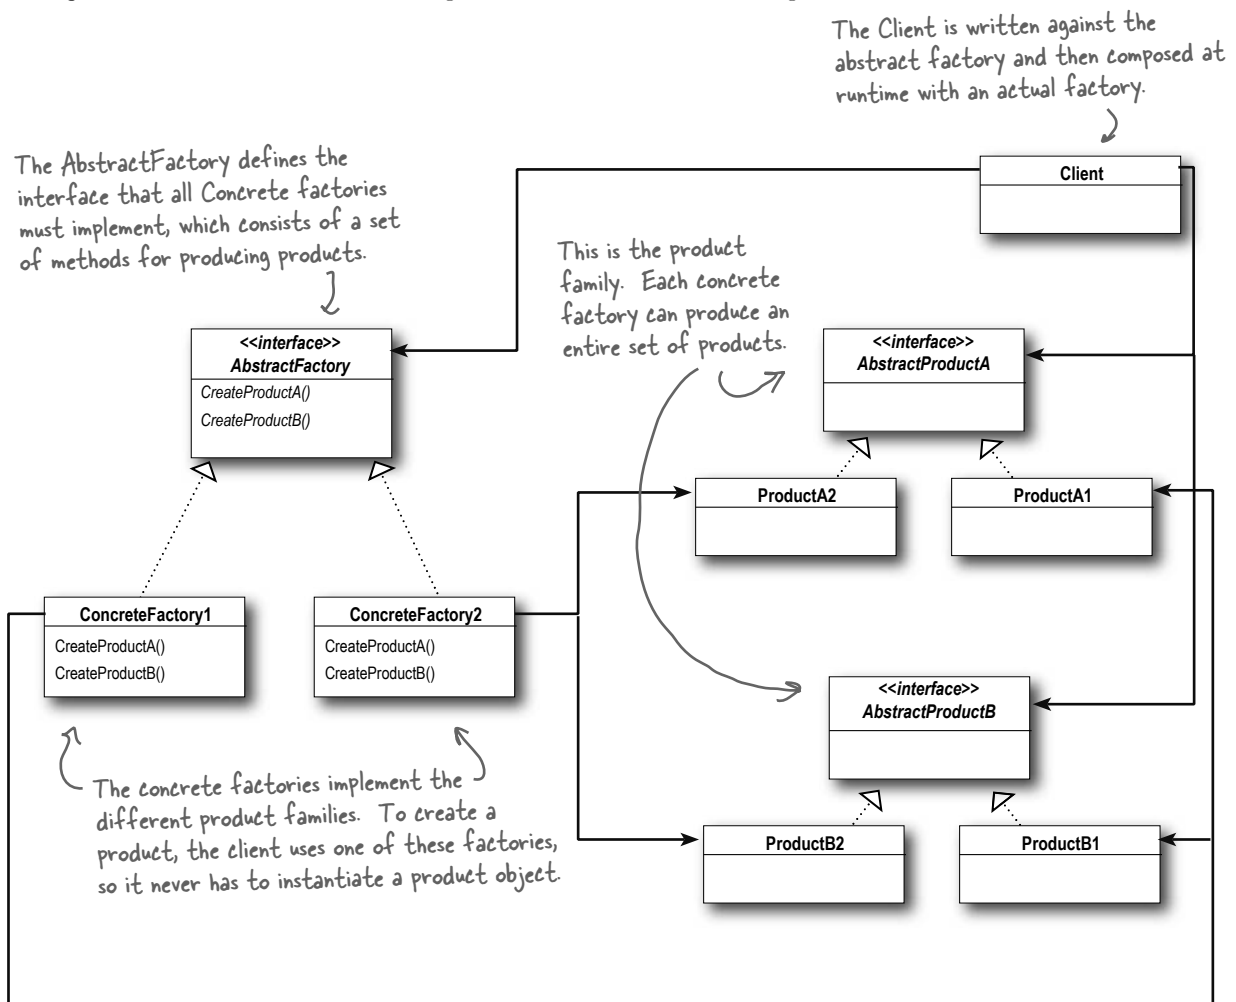 The Client is written against the
abstract factory and then composed at
runtime with an actual factory.
The AbstractFactory defines the
interface that all Concrete factories
must implement, which consists of a set
of methods for producing products.
Client
This is the product
family. Each concrete
factory can produce an
entire set of products.
<<interface>>
AbstractFactory
CreateProductA()
CreateProductB()
<<interface>>
AbstractProductA
ProductA2
ProductA1
ConcreteFactory1
CreateProductA()
CreateProductB()
ConcreteFactory2
CreateProductA()
CreateProductB()
<<interface>>
AbstractProductB
The concrete factories implement the
different product families. To create a
product, the client uses one of these factories,
so it never has to instantiate a product object.
ProductB2
ProductB1